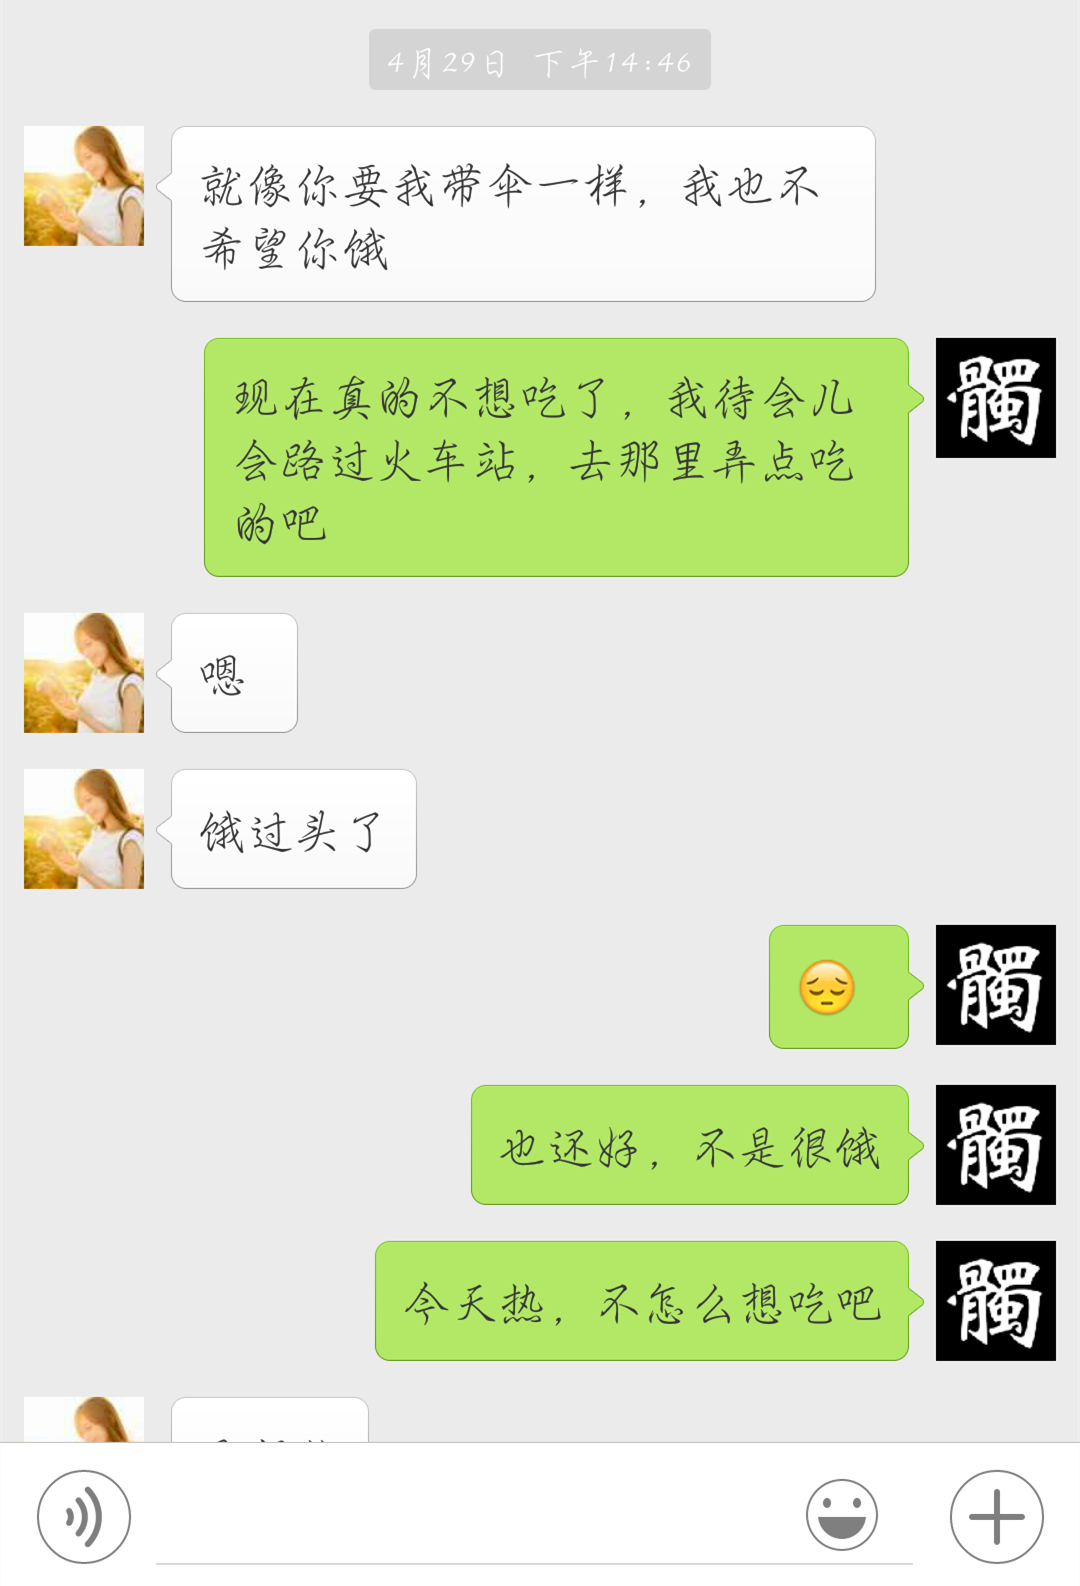 4月29日 下午14:46
就像你要我带伞一样，我也不
希望你饿
现在真的不想吃了，我待会儿
会路过火车站，去那里弄点吃
的吧
髑
嗯
饿过头了
髑
也还好，不是很饿
髑
今天热，不怎么想吃吧
髑